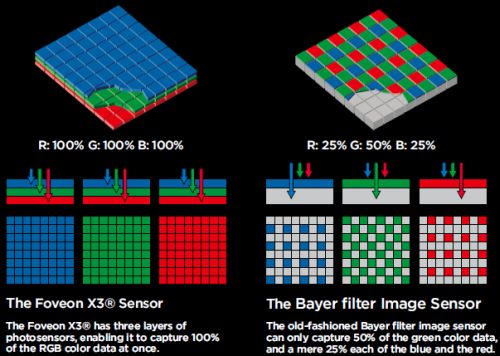 R: 100% G: 100% B: 100%
R: 25% G: 50% B: 25%
The Foveon X3® Sensor
The Foveon X3® has three layers of
photosensors, enabling it to capture 100%
of the RGB color data at once.
The Bayer filter Image Sensor
The old-fashioned Bayer filter image sensor
can only capture 50% of the green color data,
and a mere 25% each of the blue and the red.